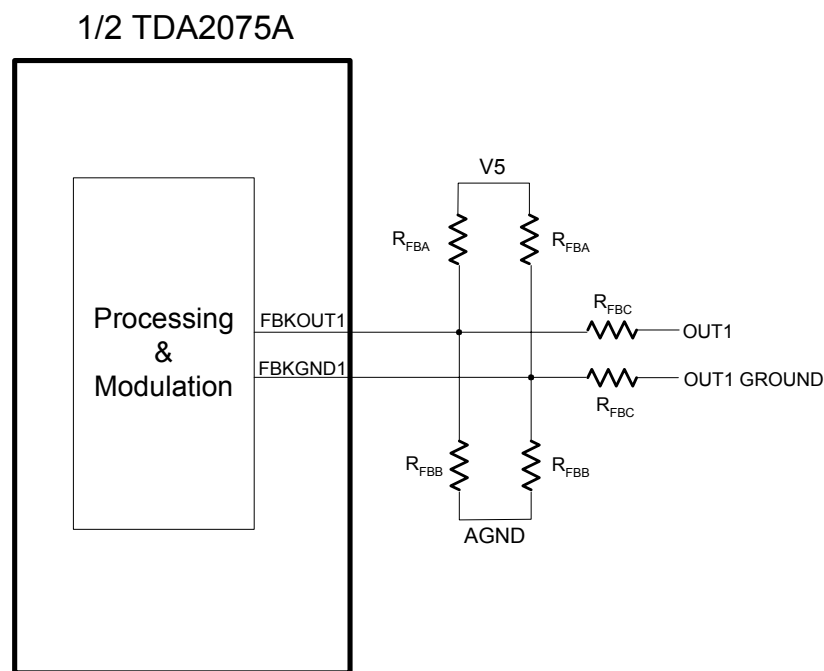 1/2 TDA2075A
V5
R_FBA
R_FBA
Processing
&
Modulation
FBKOUT1
FBKGND1
R_FBC
OUT1
OUT1 GROUND
R_FBC
R_FBB
R_FBB
AGND